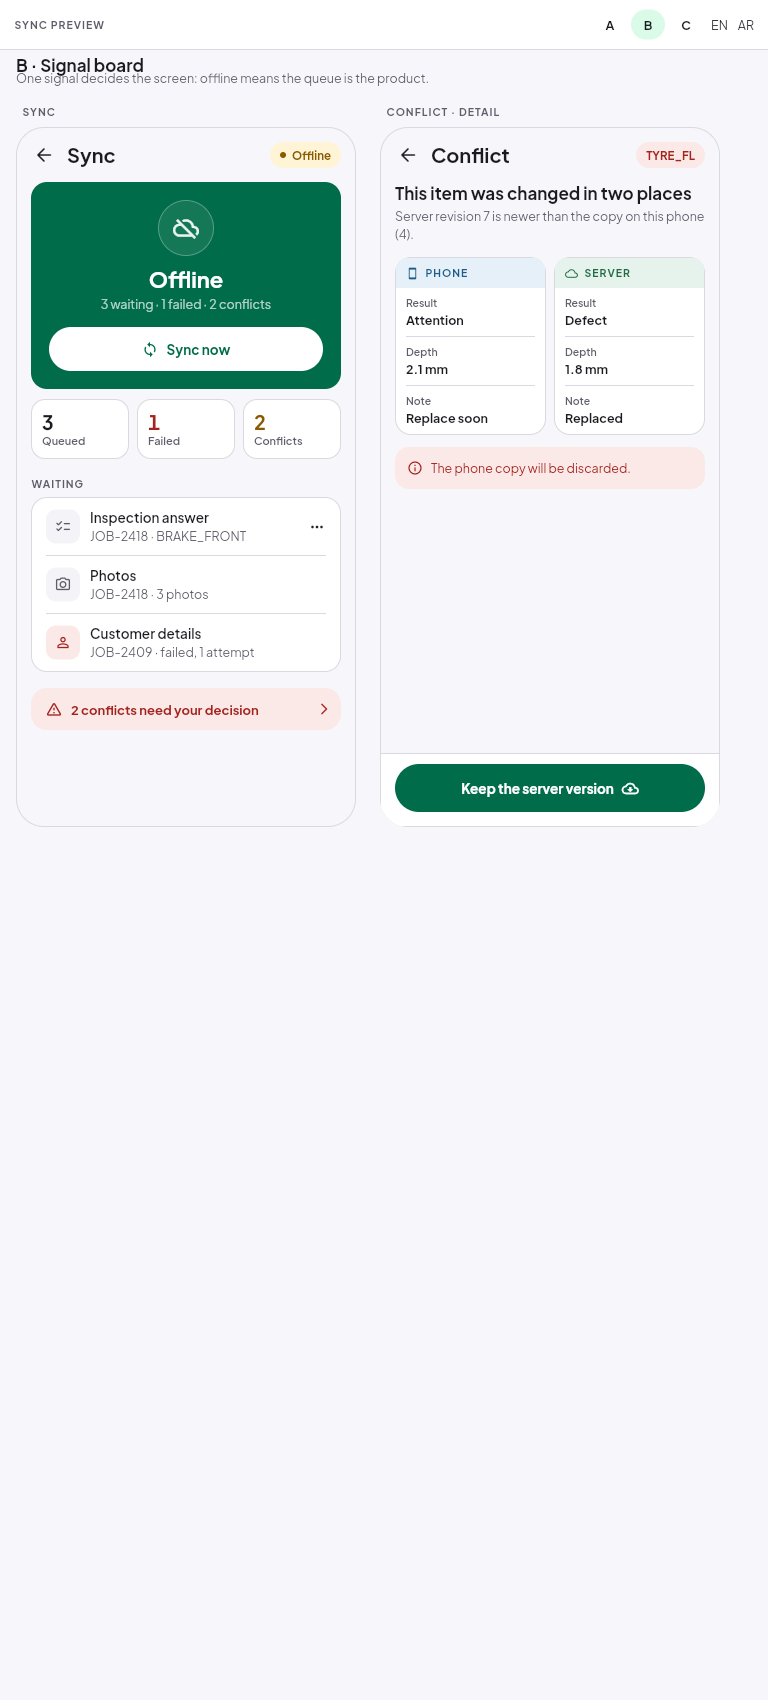 SYNC PREVIEW
A B C EN AR
B · Signal board
One signal decides the screen: offline means the queue is the product.
SYNC
Sync
Offline
Offline
3 waiting · 1 failed · 2 conflicts
Sync now
3
Queued
1
Failed
2
Conflicts
WAITING
Inspection answer
JOB-2418 · BRAKE_FRONT
Photos
JOB-2418 · 3 photos
Customer details
JOB-2409 · failed, 1 attempt
2 conflicts need your decision
CONFLICT · DETAIL
Conflict
TYRE_FL
This item was changed in two places
Server revision 7 is newer than the copy on this phone
(4).
PHONE
Result
Attention
Depth
2.1 mm
Note
Replace soon
SERVER
Result
Defect
Depth
1.8 mm
Note
Replaced
The phone copy will be discarded.
Keep the server version